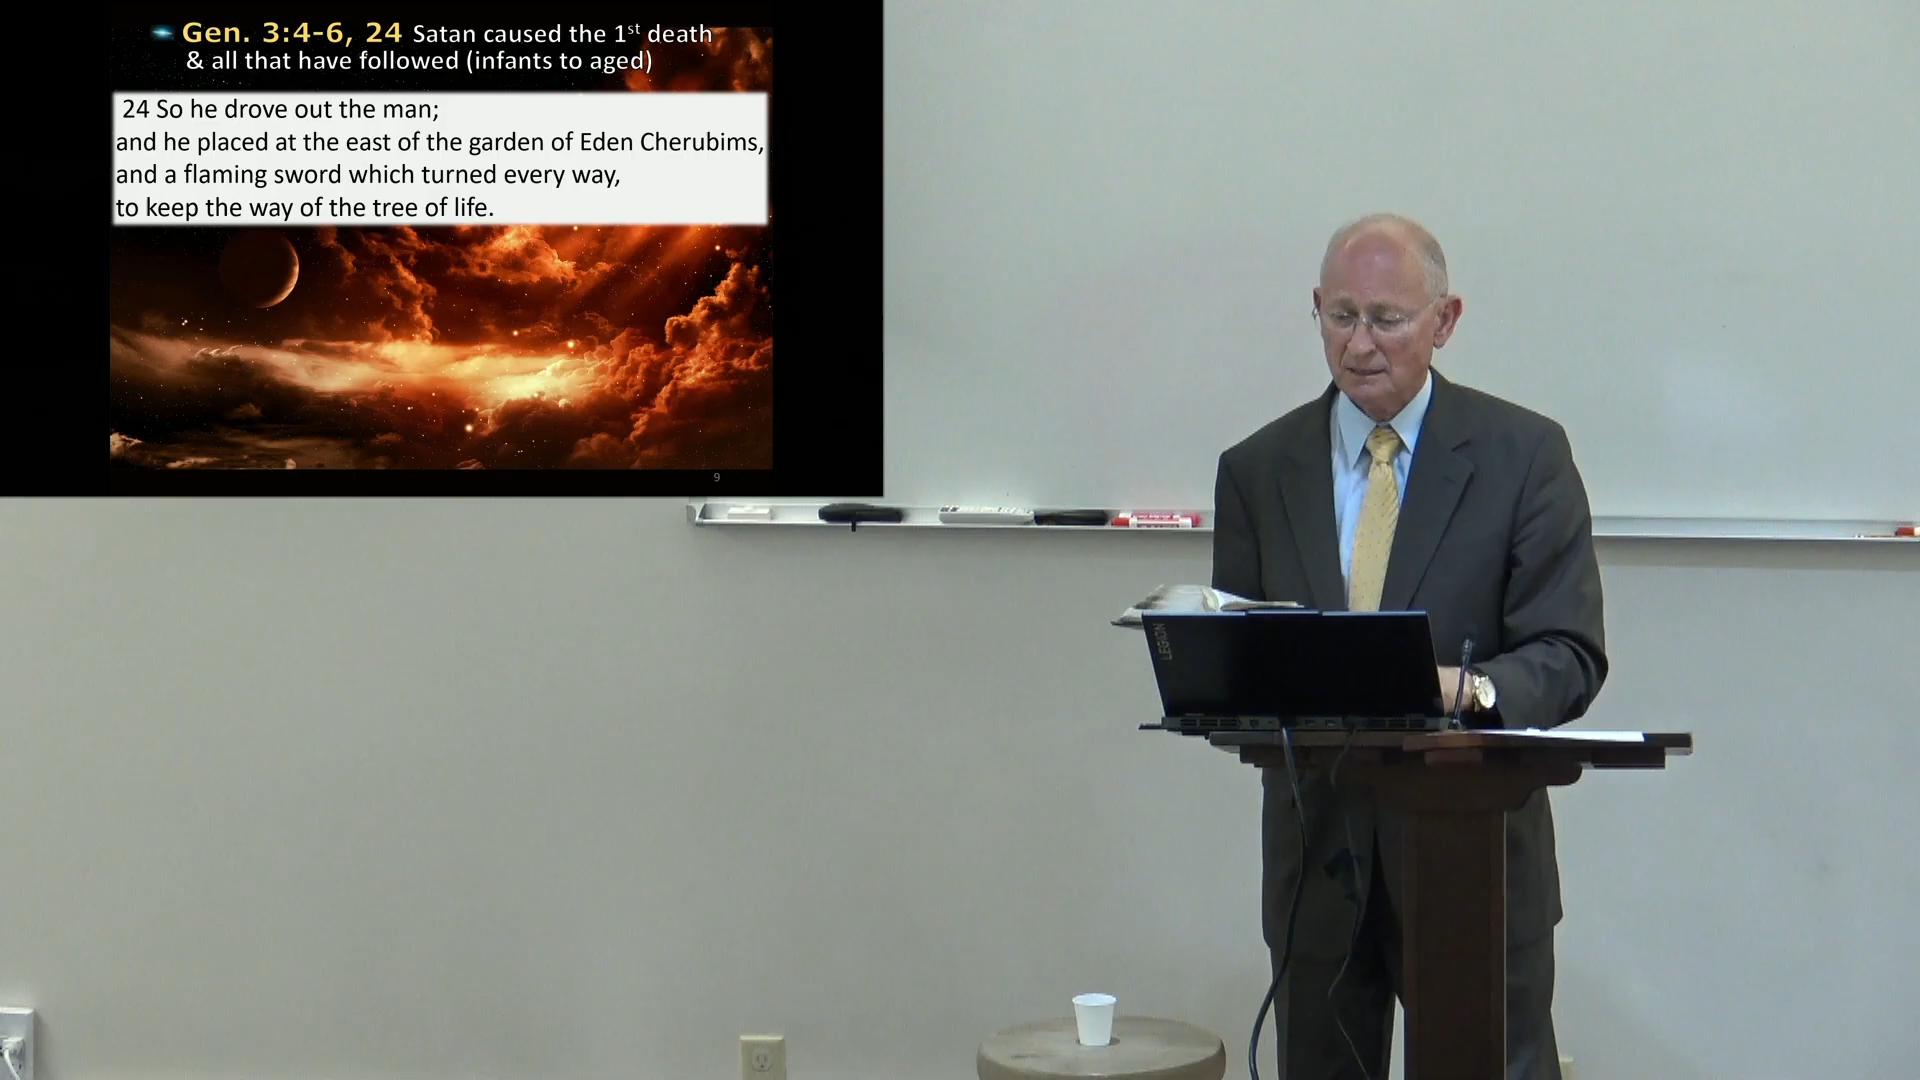 Gen. 3:4-6, 24 Satan caused the 1st death
& all that have followed (infants to aged)
24 So he drove out the man;
and he placed at the east of the garden of Eden Cherubims,
and a flaming sword which turned every way,
to keep the way of the tree of life.
9
LEGION